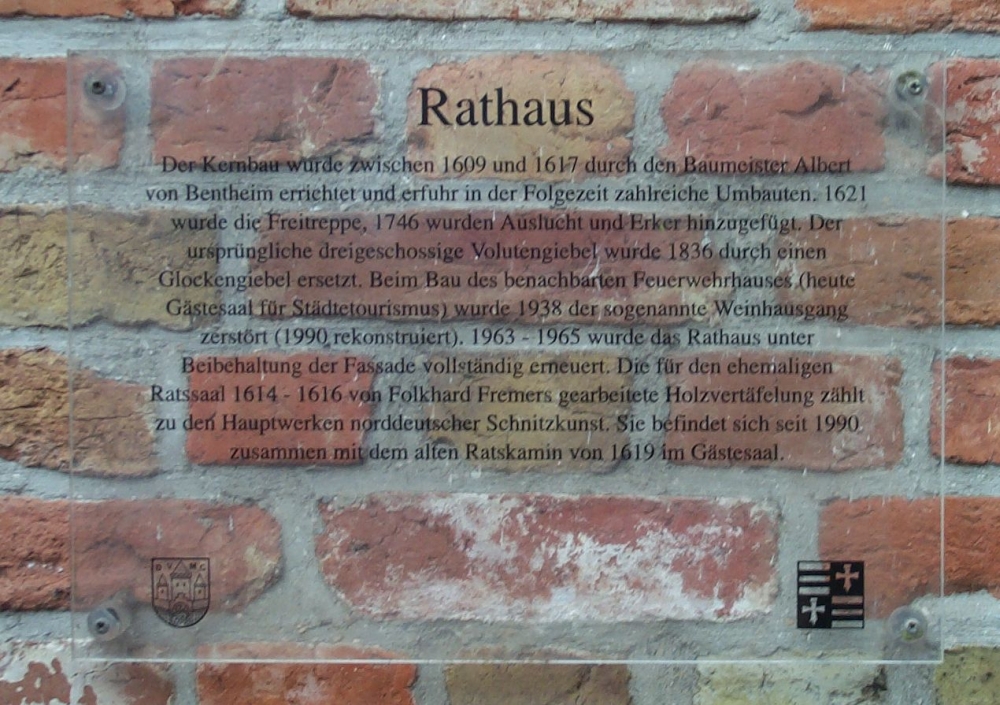 Rathaus
Der Kernbau wurde zwischen 1609 und 1617 durch den Baumeister Albert
von Bentheim errichtet und erfuhr in der Folgezeit zahlreiche Umbauten. 1621
wurde die Freitreppe, 1746 wurden Auslucht und Erker hinzugefügt. Der
ursprüngliche dreigeschossige Volutengiebel wurde 1836 durch einen
Glockengiebel ersetzt. Beim Bau des benachbarten Feuerwehrhauses (heute
Gästesaal für Städtetourismus) wurde 1938 der sogenannte Weinhausgang
zerstört (1990 rekonstruiert). 1963 - 1965 wurde das Rathaus unter
Beibehaltung der Fassade vollständig erneuert. Die für den ehemaligen
Ratssaal 1614 - 1616 von Folkhard Fremers gearbeitete Holzvertäfelung zählt
zu den Hauptwerken norddeutscher Schnitzkunst. Sie befindet sich seit 1990
zusammen mit dem alten Ratskamin von 1619 im Gästesaal.